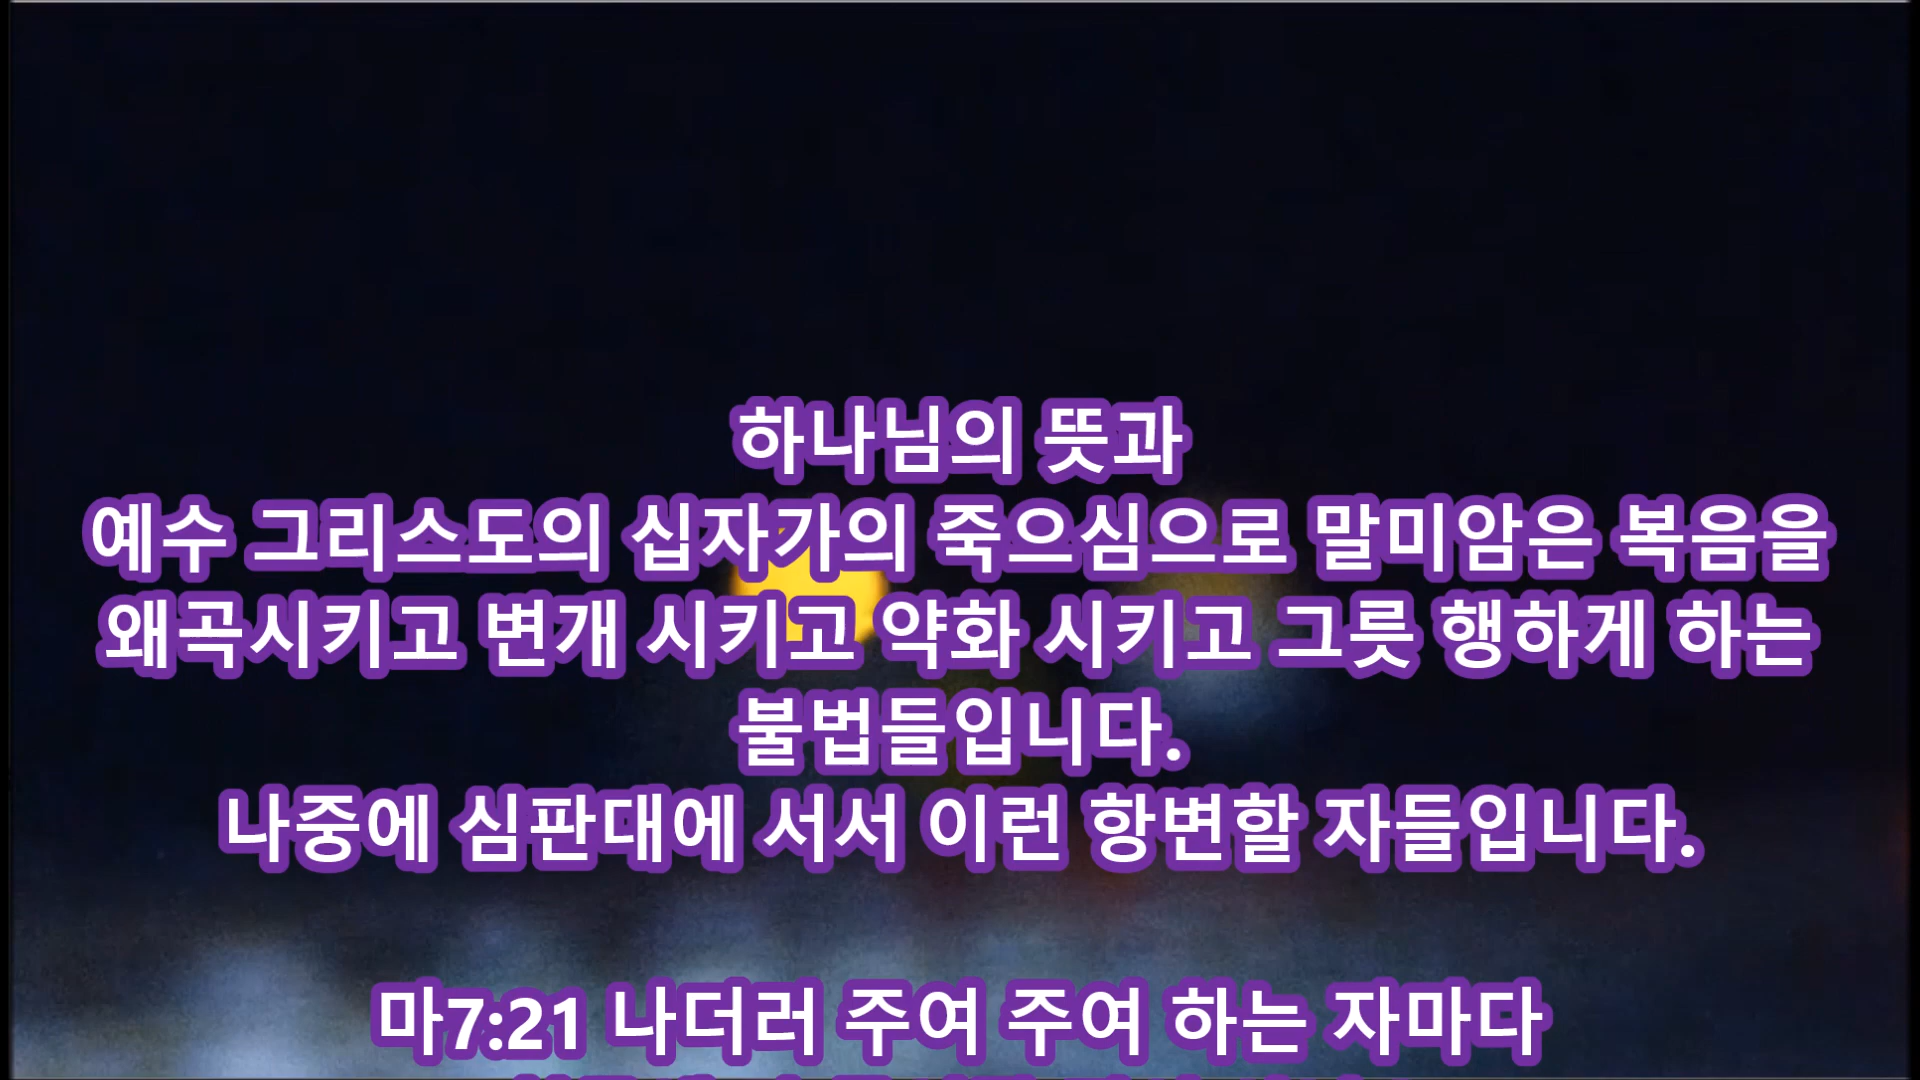 하나님의 뜻과
예수 그리스도의 십자가의 죽으심으로 말미암은 복음을
왜곡시키고 변개 시키고 약화 시키고 그릇 행하게 하는
불법들입니다.
나중에 심판대에 서서 이런 항변할 자들입니다.
마7:21 나더러 주여 주여 하는 자마다